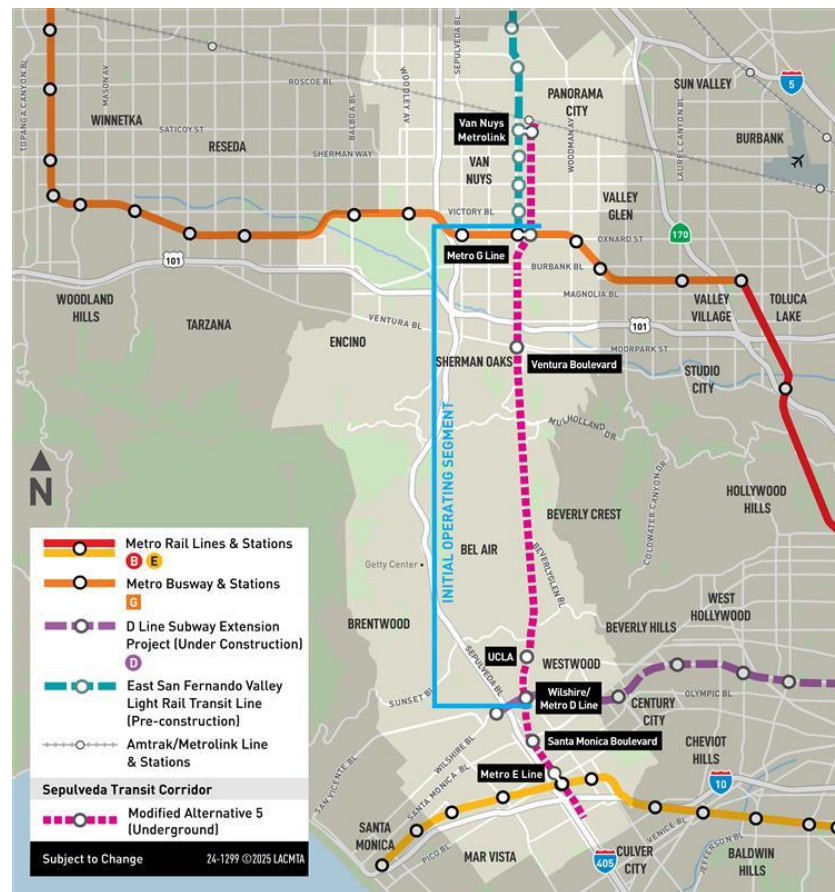 SEPULVEDA BL
TOPANGA CANYON BL
MASON AV
WINNETKA
ROSCOE BL
BALBOA BL
WOODLEY AV
PANORAMA
CITY
SUN VALLEY
5
SATICOY ST
RESEDA
SHERMAN WAY
Van Nuys
Metrolink
WOODMAN AV
LAUREL CANYON BL
BURBANK
VAN
NUYS
VICTORY BL
VALLEY
GLEN
170
OXNARD ST
101
Metro G Line
BURBANK BL
MAGNOLIA BL
WOODLAND
HILLS
TARZANA
VENTURA BL
ENCINO
101
VALLEY
VILLAGE
TOLUCA
LAKE
SHERMAN OAKS
Ventura Boulevard
MOORPARK ST
STUDIO
CITY
MULHOLLAND DR
COLDWATER CANYON DR
INITIAL OPERATING SEGMENT
N
HOLLYWOOD
HILLS
BEVERLY CREST
BEL AIR
BEVERLY GLEN BL
Getty Center
BRENTWOOD
WEST
HOLLYWOOD
BEVERLY HILLS
UCLA
WESTWOOD
SEPULVEDA BL
SUNSET BL
Wilshire/
Metro D Line
OLYMPIC BL
CENTURY
CITY
Santa Monica Boulevard
CHEVIOT
HILLS
WILSHIRE BL
SAN VICENTE BL
SANTA MONICA BL
Metro E Line
10
SANTA
MONICA
PICO BL
MAR VISTA
VENICE BL
JEFFERSON BL
405
CULVER
CITY
BALDWIN
HILLS
Metro Rail Lines & Stations
B E
Metro Busway & Stations
G
D Line Subway Extension
Project (Under Construction)
D
East San Fernando Valley
Light Rail Transit Line
(Pre-construction)
Amtrak/Metrolink Line
& Stations
Sepulveda Transit Corridor
Modified Alternative 5
(Underground)
Subject to Change
24-1299 ©2025 LACMTA